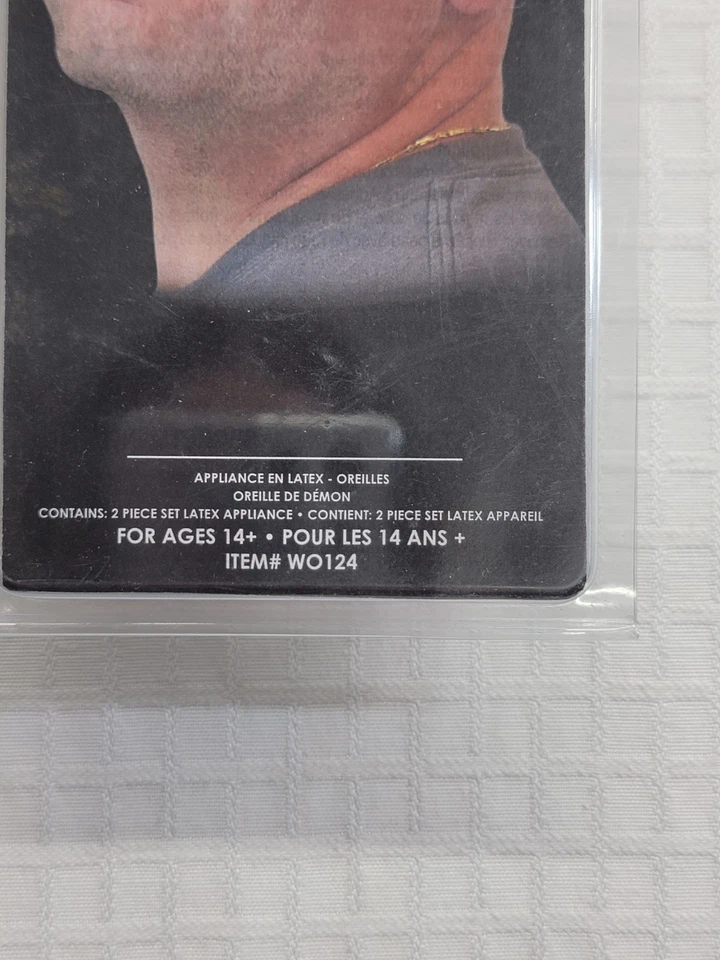 APPLIANCE EN LATEX - OREILLES
OREILLE DE DÉMON
CONTAINS: 2 PIECE SET LATEX APPLIANCE • CONTIENT: 2 PIECE SET LATEX APPAREIL
FOR AGES 14+ • POUR LES 14 ANS +
ITEM# WO124